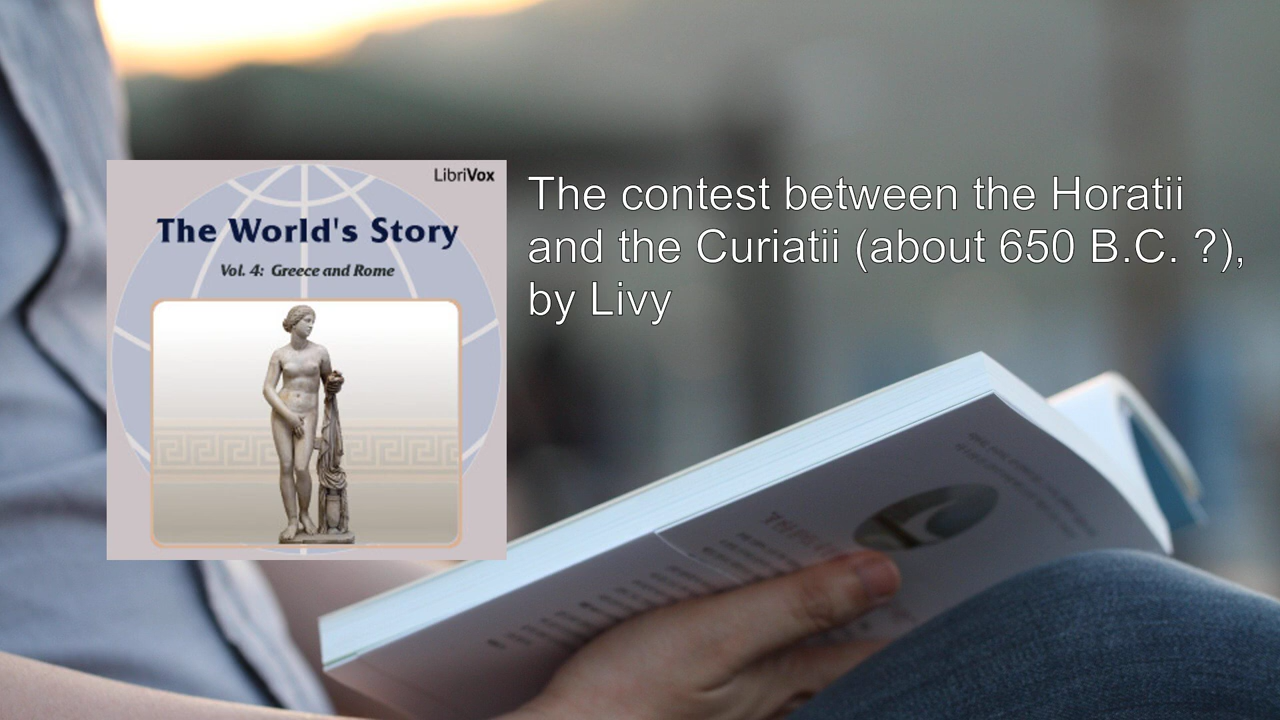 LibriVox
The World's Story
Vol. 4: Greece and Rome
The contest between the Horatii
and the Curiatii (about 650 B.C. ?),
by Livy